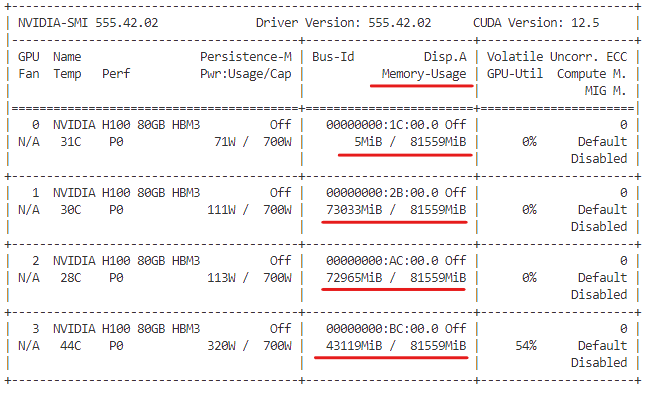 NVIDIA-SMI 555.42.02 Driver Version: 555.42.02 CUDA Version: 12.5
GPU Name Persistence-M | Bus-Id Disp.A | Volatile Uncorr. ECC
Fan Temp Perf Pwr:Usage/Cap | Memory-Usage | GPU-Util Compute M.
MIG M.
0 NVIDIA H100 80GB HBM3 Off | 00000000:1C:00.0 Off | 0
N/A 31C P0 71W / 700W | 5MiB / 81559MiB | 0% Default
Disabled
1 NVIDIA H100 80GB HBM3 Off | 00000000:2B:00.0 Off | 0
N/A 30C P0 111W / 700W | 73033MiB / 81559MiB | 0% Default
Disabled
2 NVIDIA H100 80GB HBM3 Off | 00000000:AC:00.0 Off | 0
N/A 28C P0 113W / 700W | 72965MiB / 81559MiB | 0% Default
Disabled
3 NVIDIA H100 80GB HBM3 Off | 00000000:BC:00.0 Off | 0
N/A 44C P0 320W / 700W | 43119MiB / 81559MiB | 54% Default
Disabled